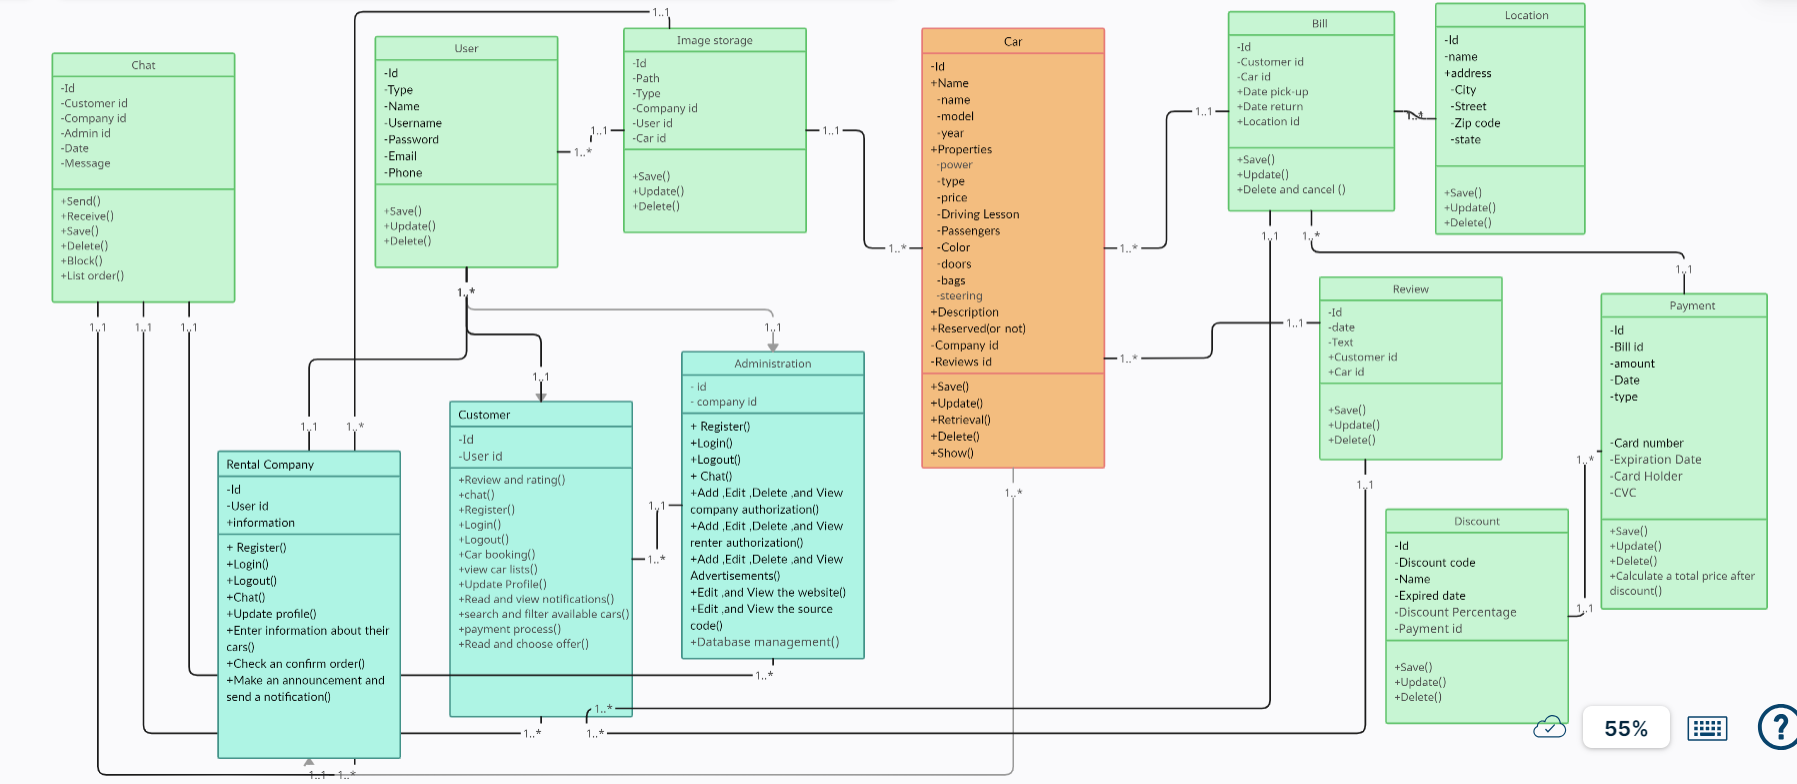 Chat
-Id
-Customer id
-Company id
-Admin id
-Date
-Message
+Send()
+Receive()
+Save()
+Delete()
+Block()
+List order()
1..1
1..1
1..1
User
-Id
-Type
-Name
-Username
-Password
-Email
-Phone
+Save()
+Update()
+Delete()
1..*
1..*
1..1
1..1
Image storage
-Id
-Path
-Type
-Company id
-User id
-Car id
+Save()
+Update()
+Delete()
1..1
1..*
Car
-Id
+Name
-name
-model
-year
+Properties
-power
-type
-price
-Driving Lesson
-Passengers
-Color
-doors
-bags
-steering
+Description
+Reserved(or not)
-Company id
-Reviews id
+Save()
+Update()
+Retrieval()
+Delete()
+Show()
1..*
1..*
1..*
1..1
1..1
Bill
-Id
-Customer id
-Car id
+Date pick-up
+Date return
+Location id
+Save()
+Update()
+Delete and cancel ()
1..1
1..*
Location
-Id
-name
+address
-City
-Street
-Zip code
-state
+Save()
+Update()
+Delete()
1..1
Review
-Id
-date
-Text
+Customer id
+Car id
+Save()
+Update()
+Delete()
1..1
Payment
-Id
-Bill id
-amount
-Date
-type
-Card number
-Expiration Date
-Card Holder
-CVC
+Save()
+Update()
+Delete()
+Calculate a total price after
discount()
1..*
1..1
Discount
-Id
-Discount code
-Name
-Expired date
-Discount Percentage
-Payment id
+Save()
+Update()
+Delete()
1..1
1..*
Rental Company
-Id
-User id
+information
+ Register()
+Login()
+Logout()
+Chat()
+Update profile()
+Enter information about their
cars()
+Check an confirm order()
+Make an announcement and
send a notification()
1..1
1..*
1..1
Customer
-Id
-User id
+Review and rating()
+chat()
+Register()
+Login()
+Logout()
+Car booking()
+view car lists()
+Update Profile()
+Read and view notifications()
+search and filter available cars()
+payment process()
+Read and choose offer()
1..*
1..*
1..*
1..*
1..1
1..1
Administration
- id
- company id
+ Register()
+Login()
+Logout()
+ Chat()
+Add ,Edit ,Delete ,and View
company authorization()
+Add ,Edit ,Delete ,and View
renter authorization()
+Add ,Edit ,Delete ,and View
Advertisements()
+Edit ,and View the website()
+Edit ,and View the source
code()
+Database management()
1..*
55%
?